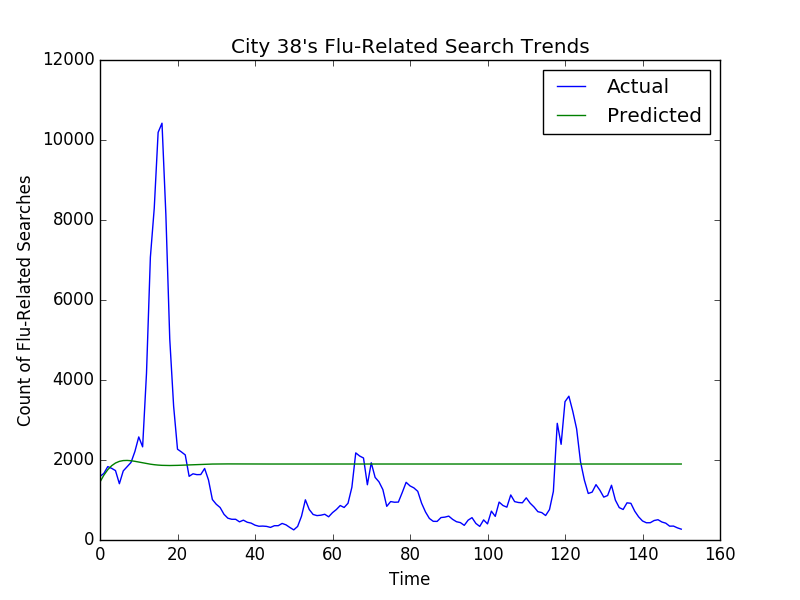 City 38's Flu-Related Search Trends
12000
10000
8000
6000
4000
2000
0
Count of Flu-Related Searches
Actual
Predicted
0 20 40 60 80 100 120 140 160
Time